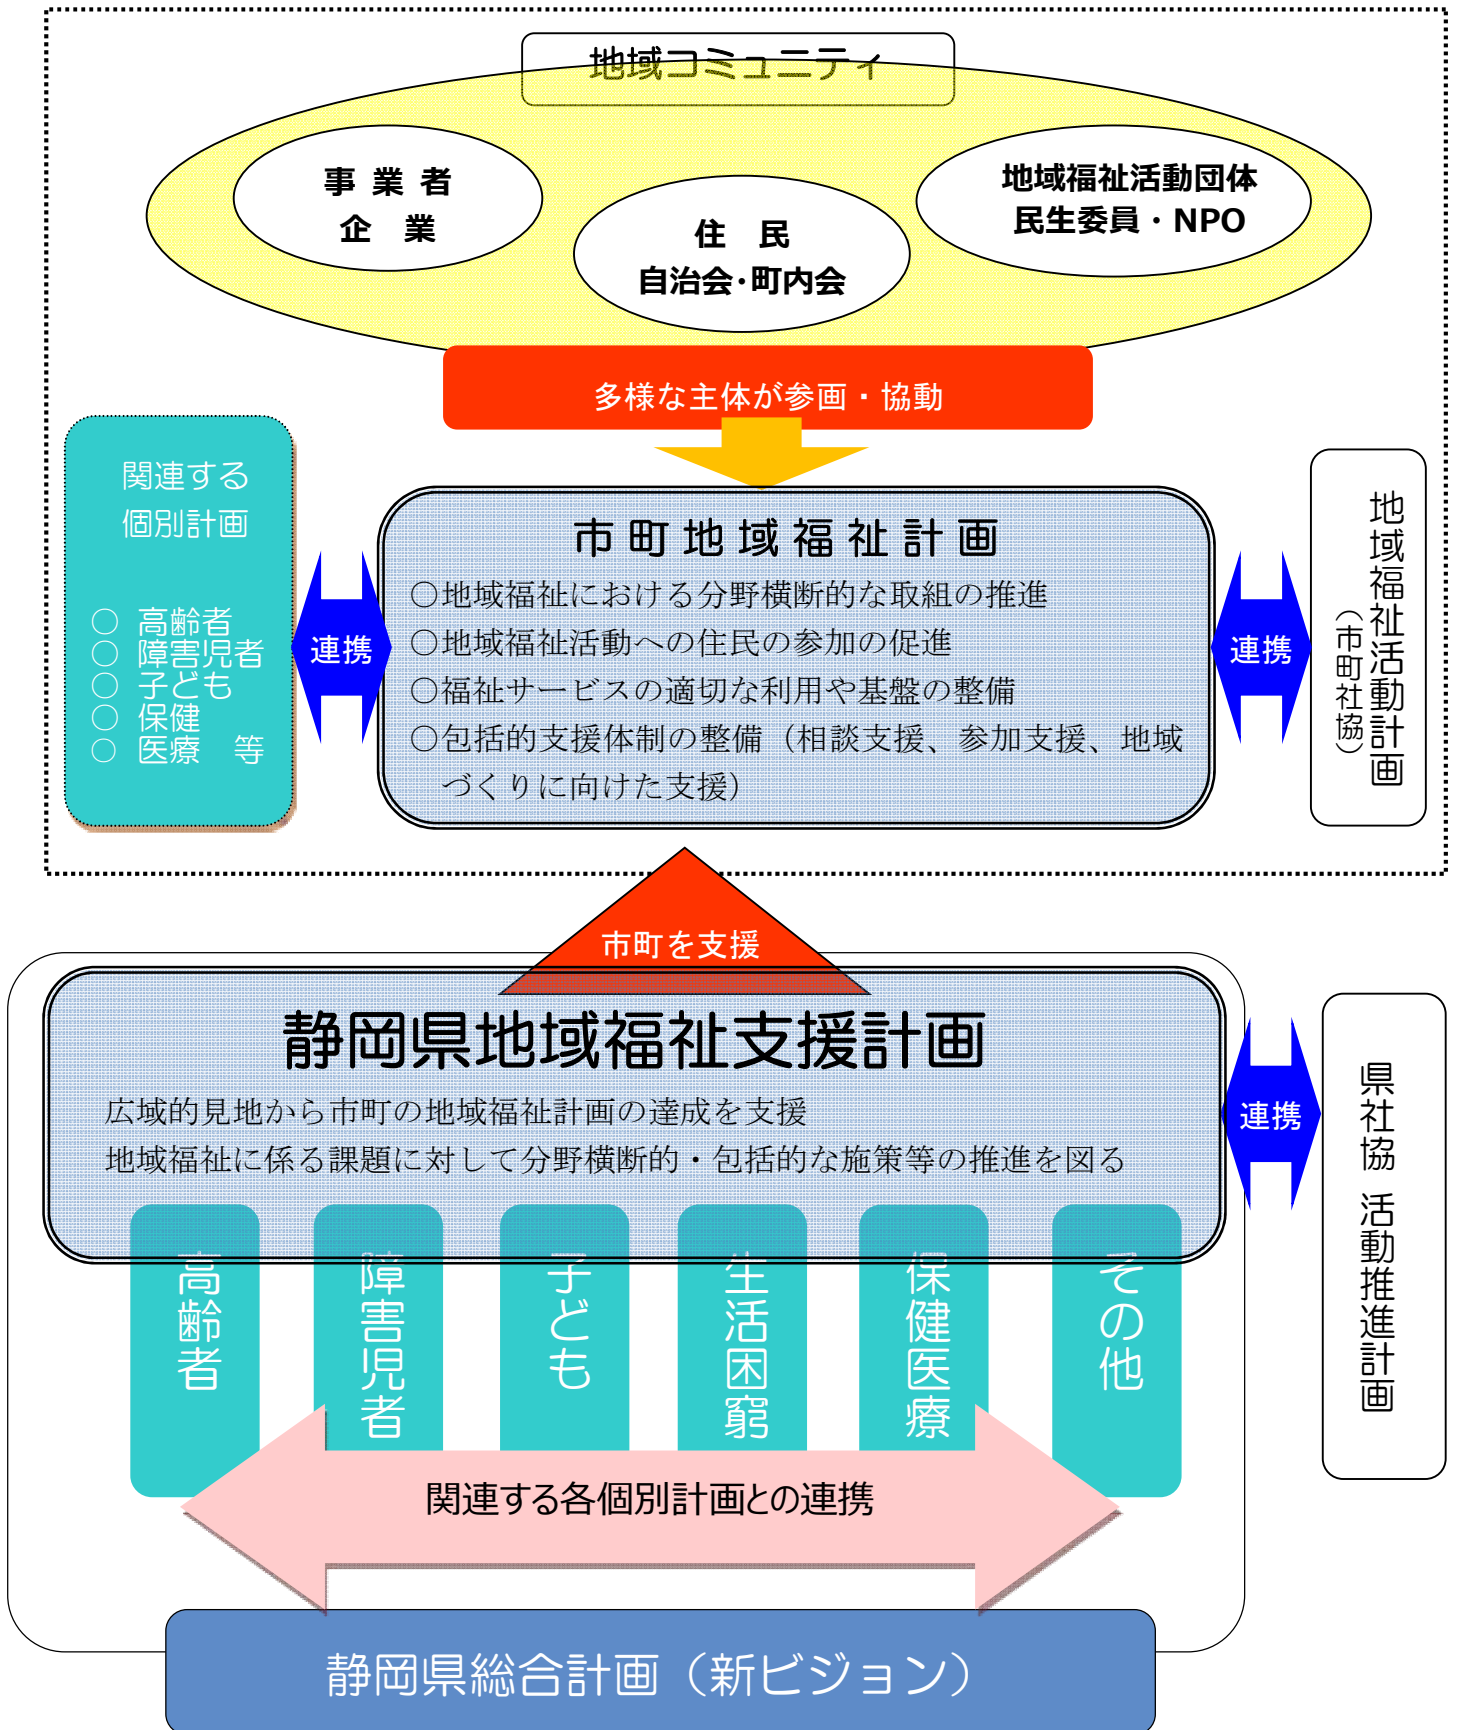 地域コミュニティ
事 業 者
企 業
住 民
自治会・町内会
地域福祉活動団体
民生委員・NPO
多様な主体が参画・協動
関連する
個別計画
○ 高齢者
○ 障害児者
○ 子ども
○ 保健
○ 医療 等
連携
市町地域福祉計画
○地域福祉における分野横断的な取組の推進
○地域福祉活動への住民の参加の促進
○福祉サービスの適切な利用や基盤の整備
○包括的支援体制の整備（相談支援、参加支援、地域
づくりに向けた支援）
連携
地域福祉活動計画
（市町社協）
市町を支援
静岡県地域福祉支援計画
広域的見地から市町の地域福祉計画の達成を支援
地域福祉に係る課題に対して分野横断的・包括的な施策等の推進を図る
連携
県社協 活動推進計画
高齢者
障害児者
子ども
生活困窮
保健医療
その他
関連する各個別計画との連携
静岡県総合計画（新ビジョン）